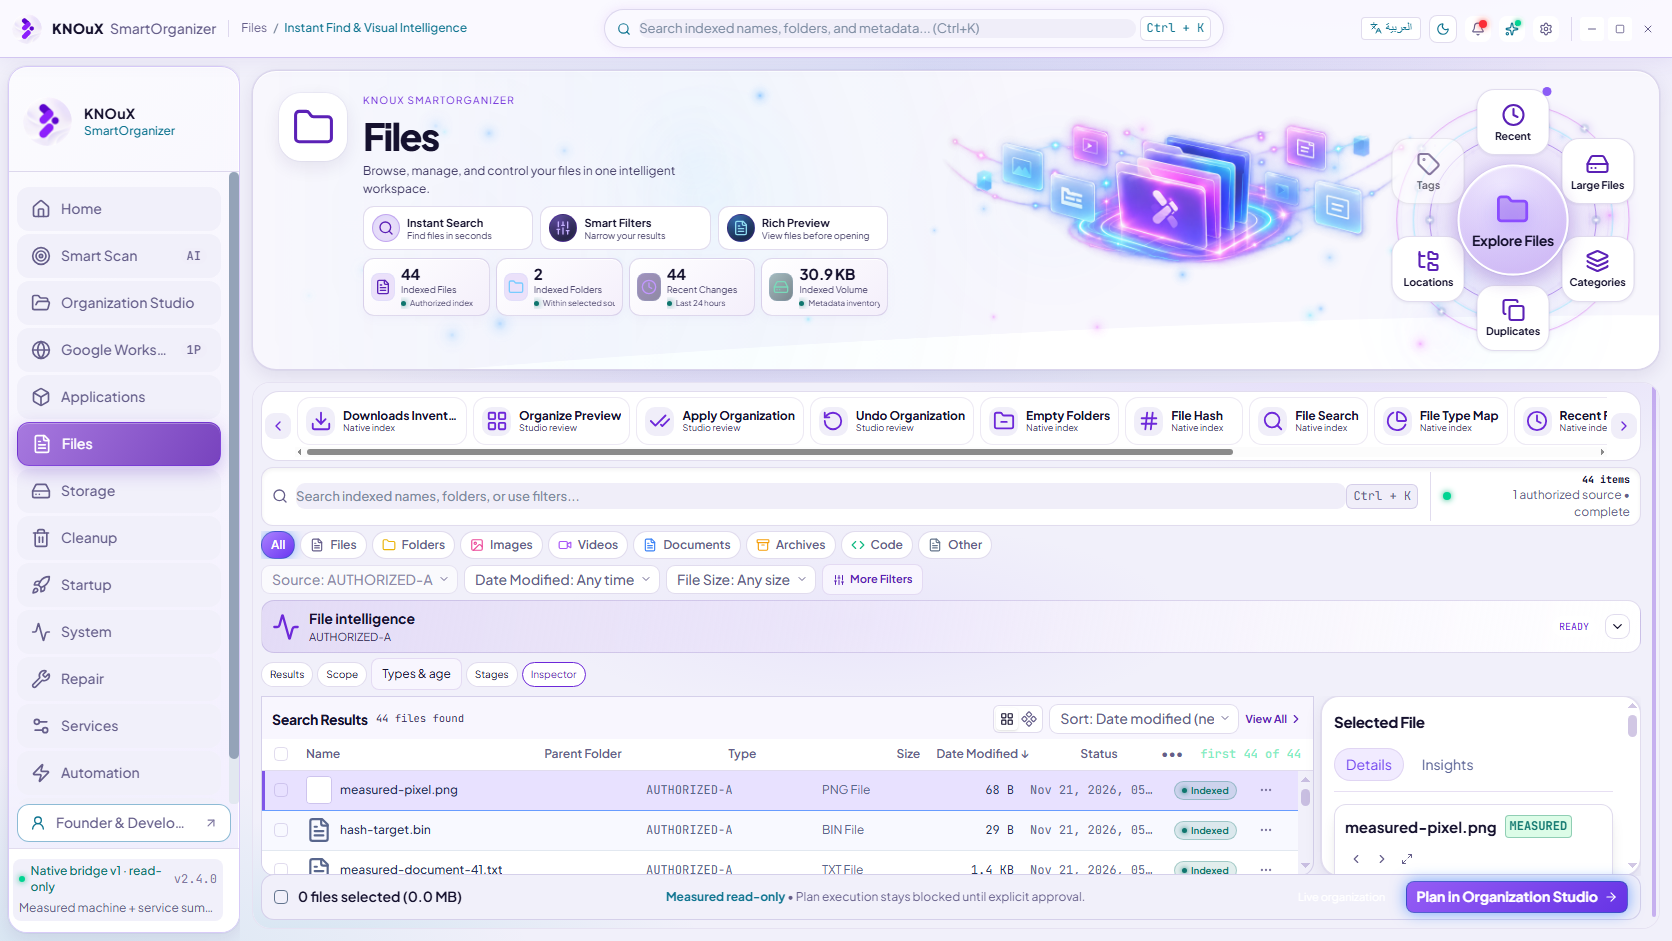 KNOuX SmartOrganizer
Files / Instant Find & Visual Intelligence
Search indexed names, folders, and metadata... (Ctrl+K)
Ctrl + K
العربية
KNOuX
SmartOrganizer
Home
Smart Scan AI
Organization Studio
Google Works... 1P
Applications
Files
Storage
Cleanup
Startup
System
Repair
Services
Automation
Founder & Develo...
Native bridge v1 · read-only
v2.4.0
Measured machine + service sum...
KNOUX SMARTORGANIZER
Files
Browse, manage, and control your files in one intelligent
workspace.
Instant Search
Find files in seconds
Smart Filters
Narrow your results
Rich Preview
View files before opening
44
Indexed Files
Authorized index
2
Indexed Folders
Within selected sou
44
Recent Changes
Last 24 hours
30.9 KB
Indexed Volume
Metadata inventory
Recent
Tags
Large Files
Explore Files
Locations
Categories
Duplicates
Downloads Invent...
Native index
Organize Preview
Studio review
Apply Organization
Studio review
Undo Organization
Studio review
Empty Folders
Native index
File Hash
Native index
File Search
Native index
File Type Map
Native index
Recent F
Native inde
Search indexed names, folders, or use filters...
Ctrl + K
44 items
1 authorized source •
complete
All Files Folders Images Videos Documents Archives Code Other
Source: AUTHORIZED-A Date Modified: Any time File Size: Any size More Filters
File intelligence
AUTHORIZED-A
READY
Results Scope Types & age Stages Inspector
Search Results 44 files found
Sort: Date modified (ne View All
Name Parent Folder Type Size Date Modified ↓ Status ••• first 44 of 44
measured-pixel.png AUTHORIZED-A PNG File 68 B Nov 21, 2026, 05... Indexed ...
hash-target.bin AUTHORIZED-A BIN File 29 B Nov 21, 2026, 05... Indexed ...
measured-document-41.txt AUTHORIZED-A TXT File 1.4 KB Nov 21, 2026, 05... Indexed ...
Selected File
Details Insights
measured-pixel.png MEASURED
0 files selected (0.0 MB)
Measured read-only • Plan execution stays blocked until explicit approval.
Live organization
Plan in Organization Studio →